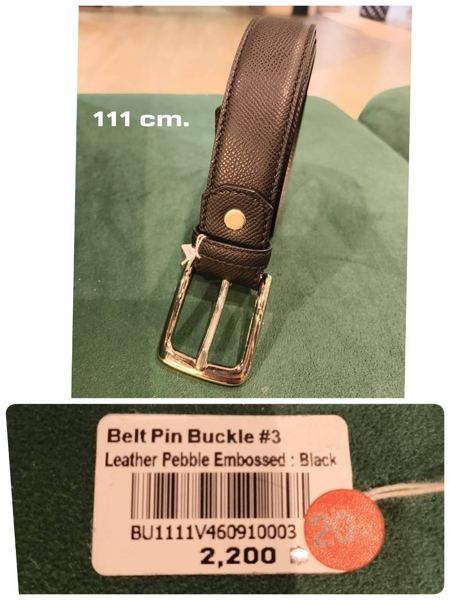 111 cm.
Belt Pin Buckle #3
Leather Pebble Embossed : Black
BU1111V460910003
2,200
20